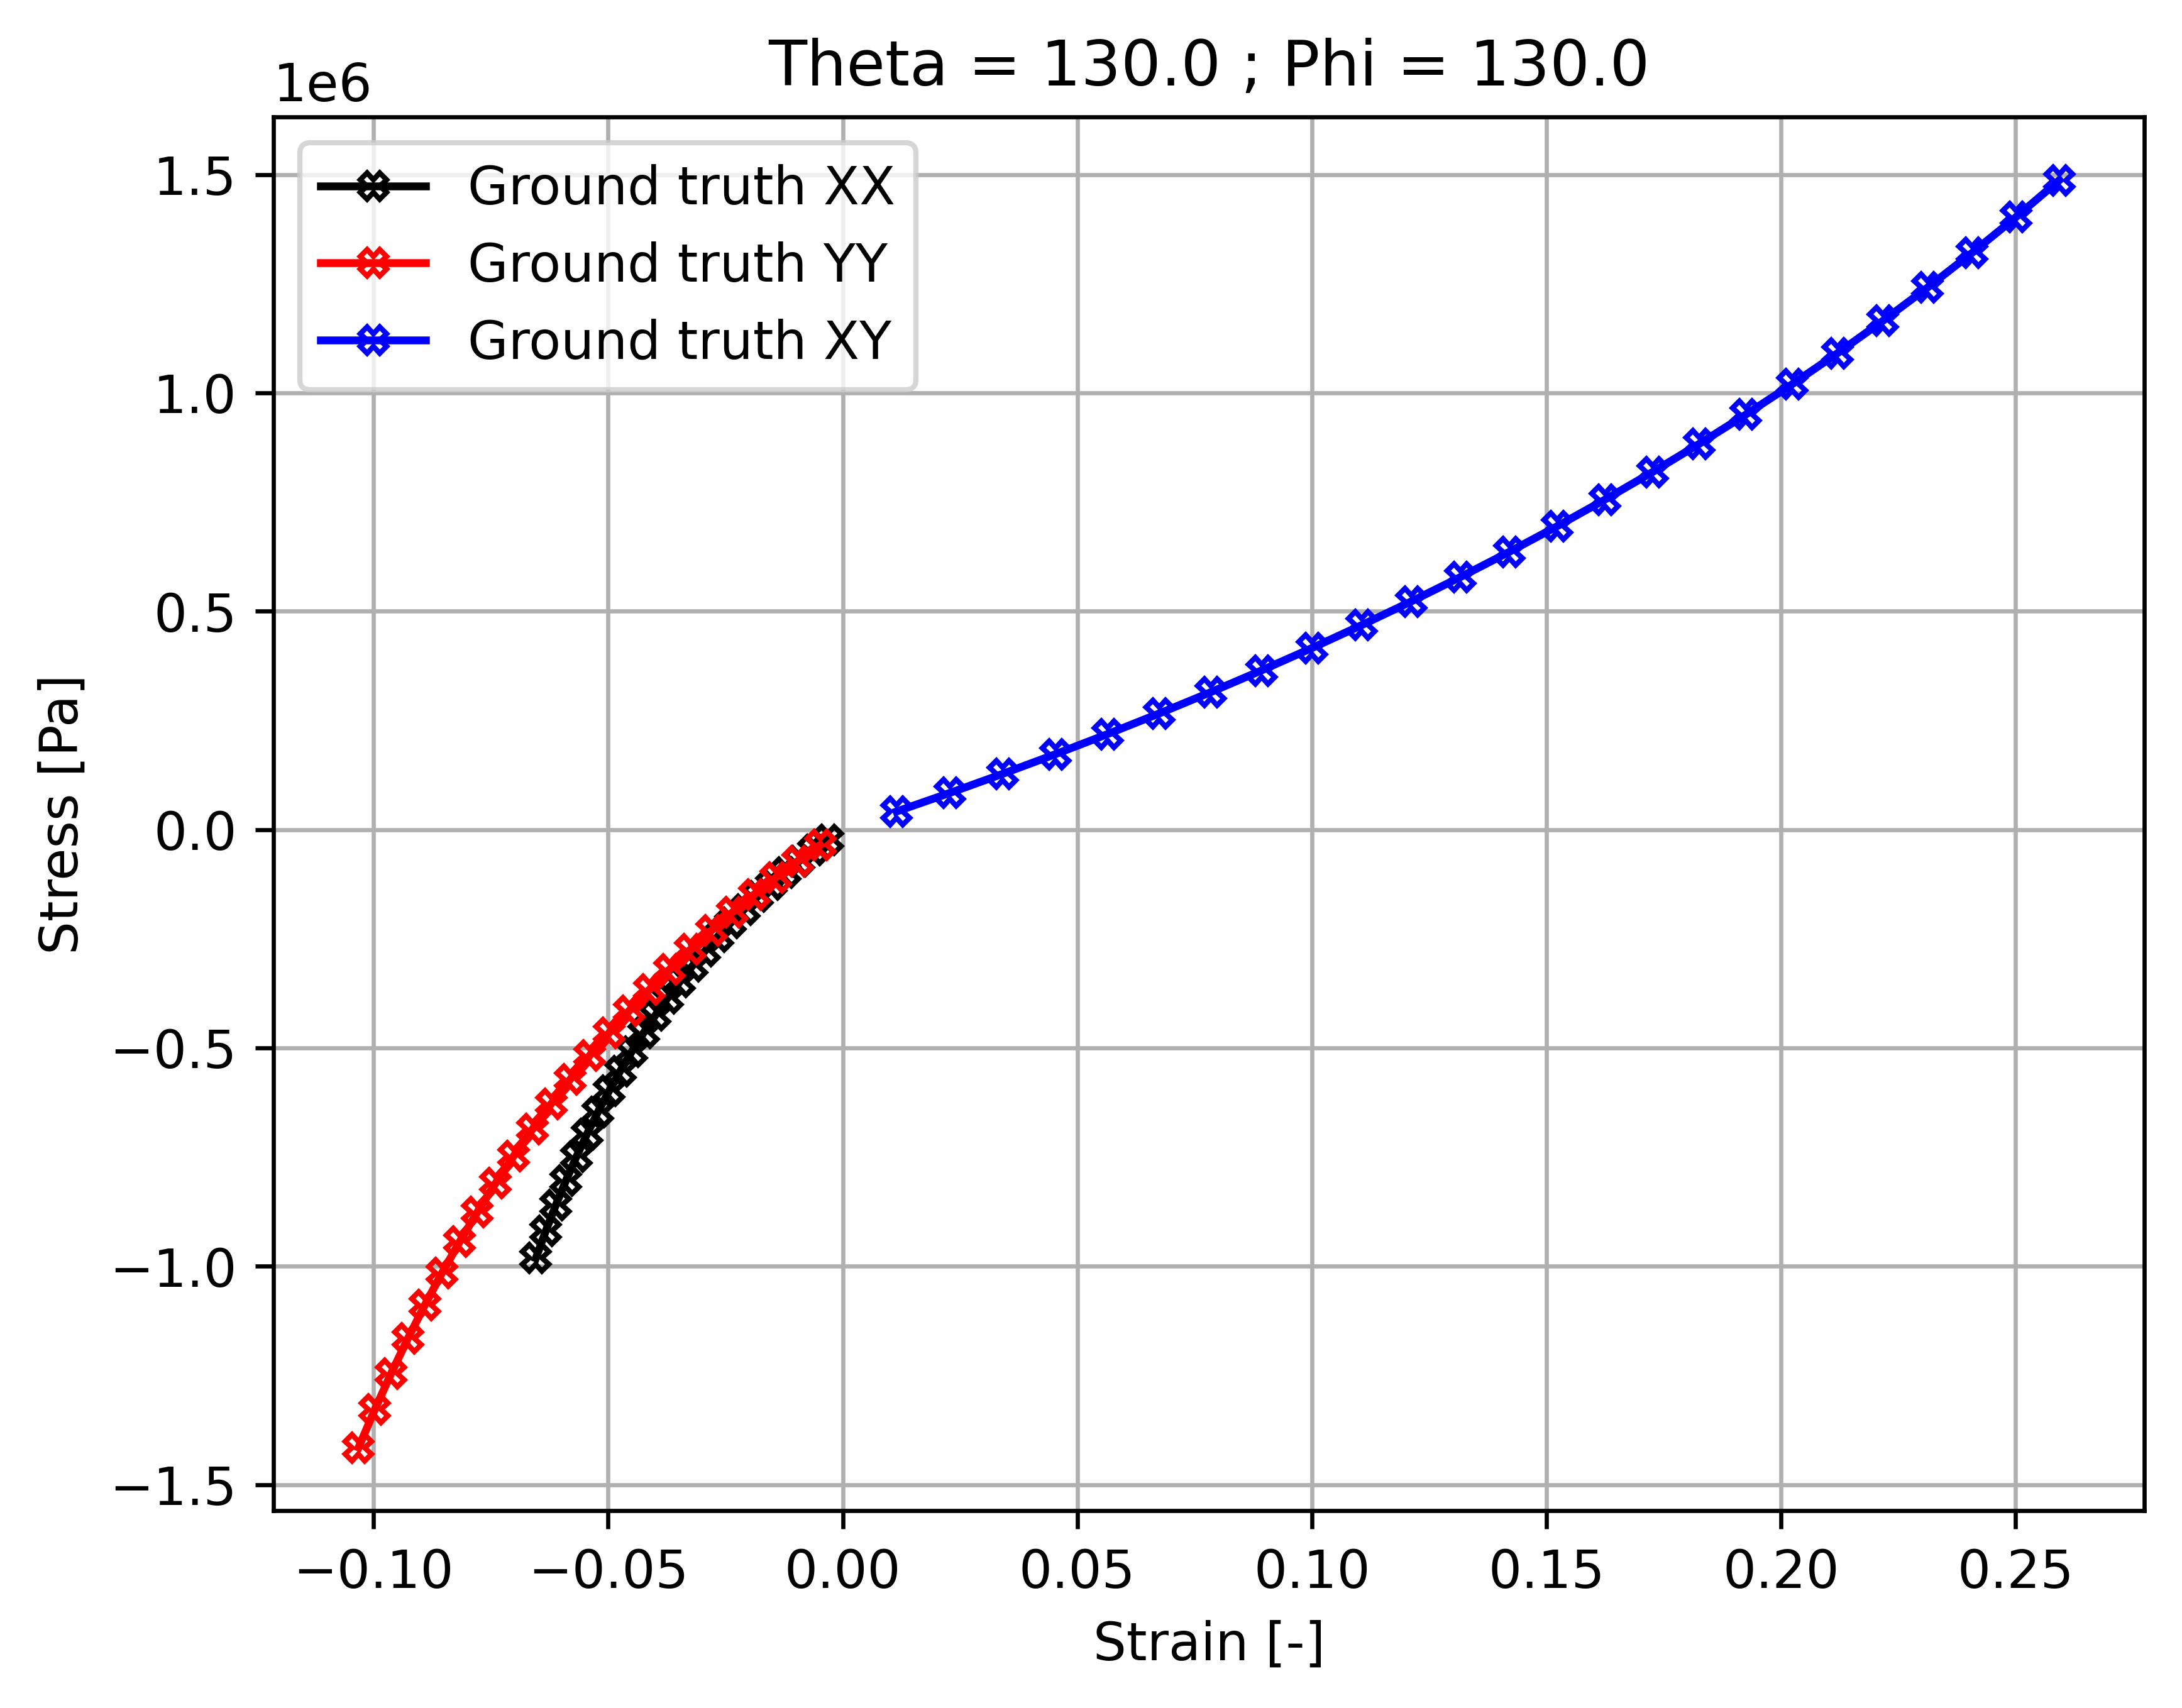 Theta = 130.0 ; Phi = 130.0
1e6
Ground truth XX
Ground truth YY
Ground truth XY
1.5
1.0
0.5
0.0
−0.5
−1.0
−1.5
Stress [Pa]
−0.10 −0.05 0.00 0.05 0.10 0.15 0.20 0.25
Strain [-]